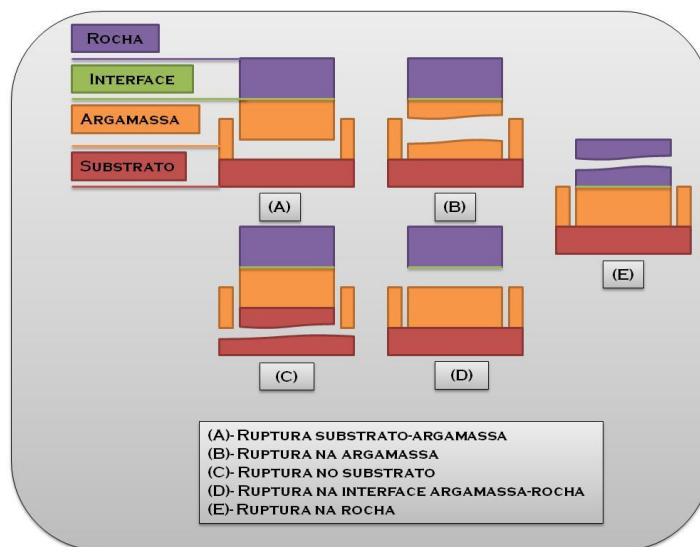 ROCHA
INTERFACE
ARGAMASSA
SUBSTRATO
(A)
(B)
(E)
(C)
(D)
(A)- RUPTURA SUBSTRATO-ARGAMASSA
(B)- RUPTURA NA ARGAMASSA
(C)- RUPTURA NO SUBSTRATO
(D)- RUPTURA NA INTERFACE ARGAMASSA-ROCHA
(E)- RUPTURA NA ROCHA